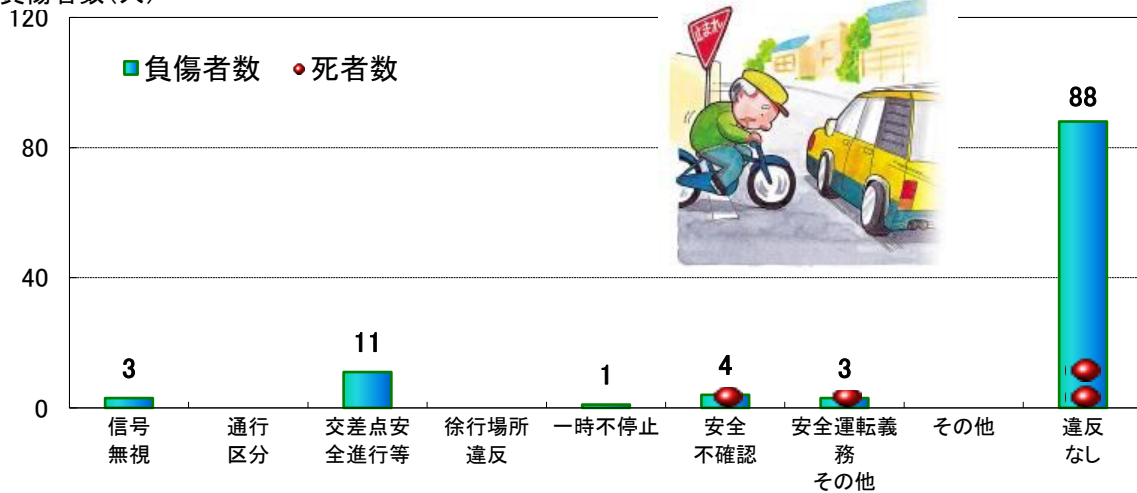 負傷者数(人)
120
■負傷者数 ●死者数
止まれ
88
80
40
3
11
1
4
3
0
信号
無視
通行
区分
交差点安
全進行等
徐行場所
違反
一時不停止
安全
不確認
安全運転義
務
その他
その他
違反
なし